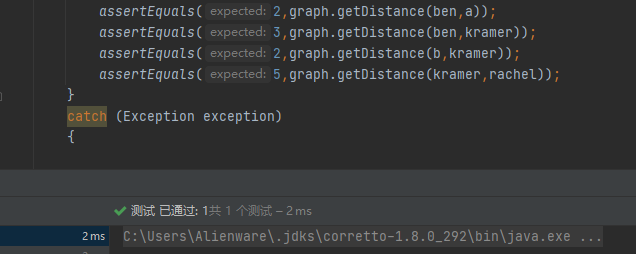 assertEquals( expected: 2,graph.getDistance(ben,a));
assertEquals( expected: 3,graph.getDistance(ben,kramer));
assertEquals( expected: 2,graph.getDistance(b,kramer));
assertEquals( expected: 5,graph.getDistance(kramer,rachel));
}
catch (Exception exception)
{
测试 已通过: 1共 1 个测试 – 2 ms
2 ms C:\Users\Alienware\.jdks\corretto-1.8.0_292\bin\java.exe ...